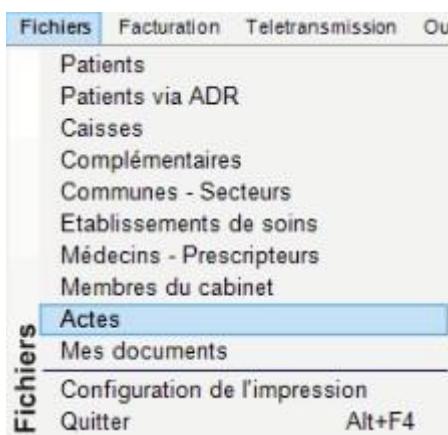 Fichiers Facturation Teletransmission Ou
Patients
Patients via ADR
Caisses
Complémentaires
Communes - Secteurs
Etablissements de soins
Médecins - Prescripteurs
Membres du cabinet
Actes
Mes documents
Configuration de l'impression
Quitter Alt+F4
Fichiers